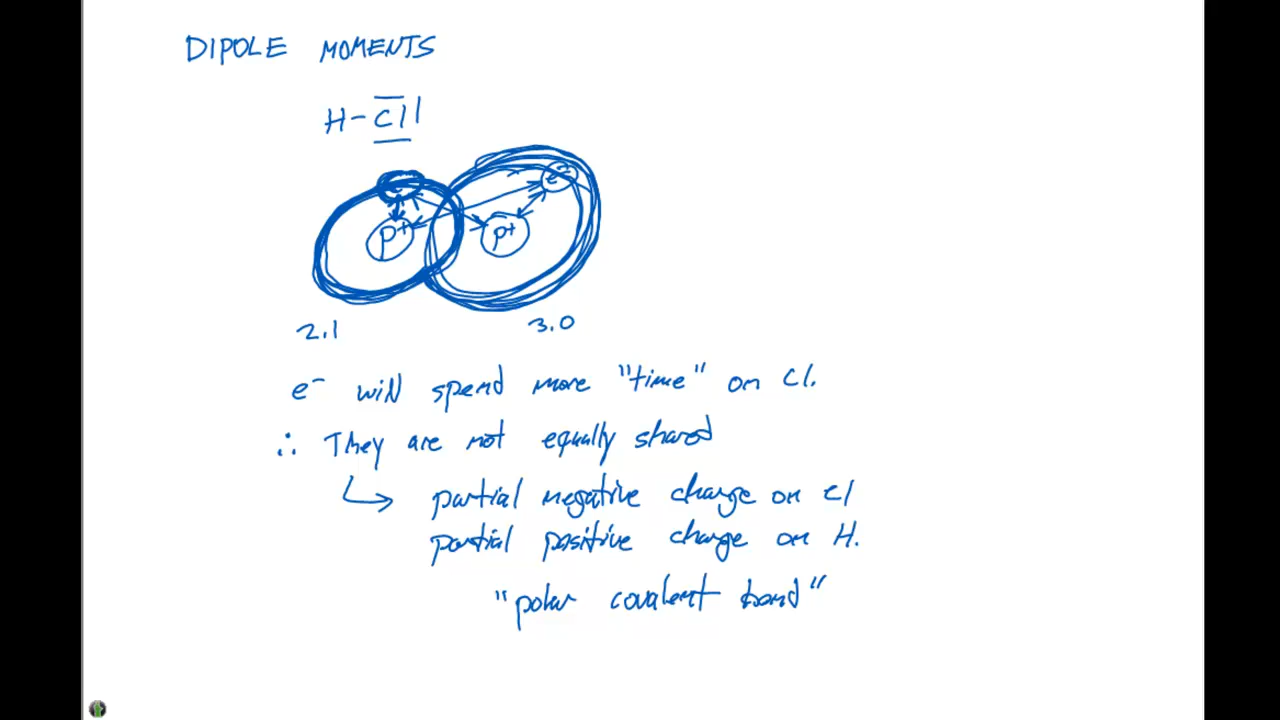 DIPOLE MOMENTS
H-Cl
p+ e- p+
2.1 3.0
e- will spend more "time" on Cl.
∴ They are not equally shared
↳ partial negative charge on Cl
partial positive charge on H.
"polar covalent bond"